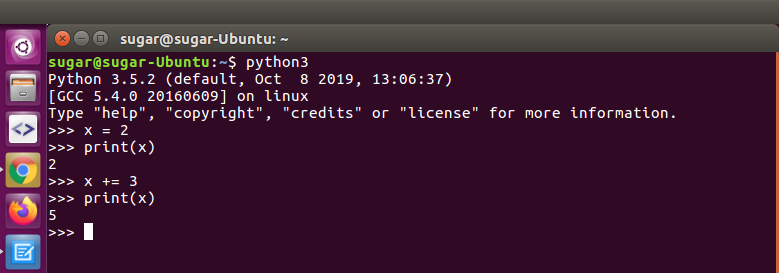 sugar@sugar-Ubuntu: ~
sugar@sugar-Ubuntu:~$ python3
Python 3.5.2 (default, Oct  8 2019, 13:06:37)
[GCC 5.4.0 20160609] on linux
Type "help", "copyright", "credits" or "license" for more information.
>>> x = 2
>>> print(x)
2
>>> x += 3
>>> print(x)
5
>>>